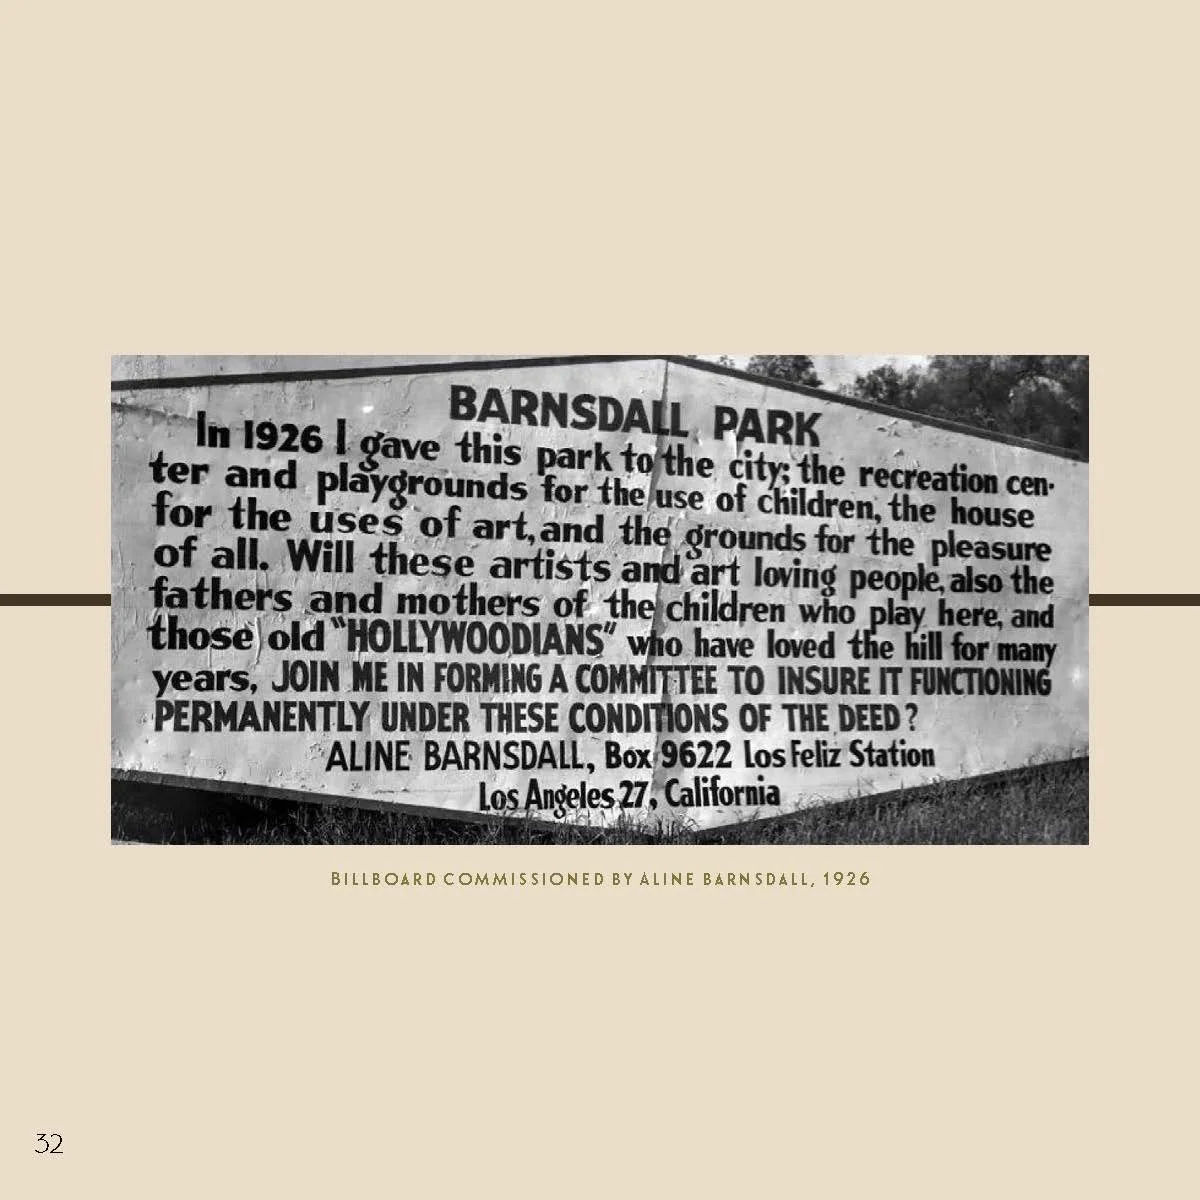 BARNSDALL PARK
In 1926 I gave this park to the city; the recreation cen-
ter and playgrounds for the use of children, the house
for the uses of art, and the grounds for the pleasure
of all. Will these artists and art loving people, also the
fathers and mothers of the children who play here, and
those old "HOLLYWOODIANS" who have loved the hill for many
years, JOIN ME IN FORMING A COMMITTEE TO INSURE IT FUNCTIONING
PERMANENTLY UNDER THESE CONDITIONS OF THE DEED?
ALINE BARNSDALL, Box 9622 Los Feliz Station
Los Angeles 27, California
BILLBOARD COMMISSIONED BY ALINE BARNSDALL, 1926
32